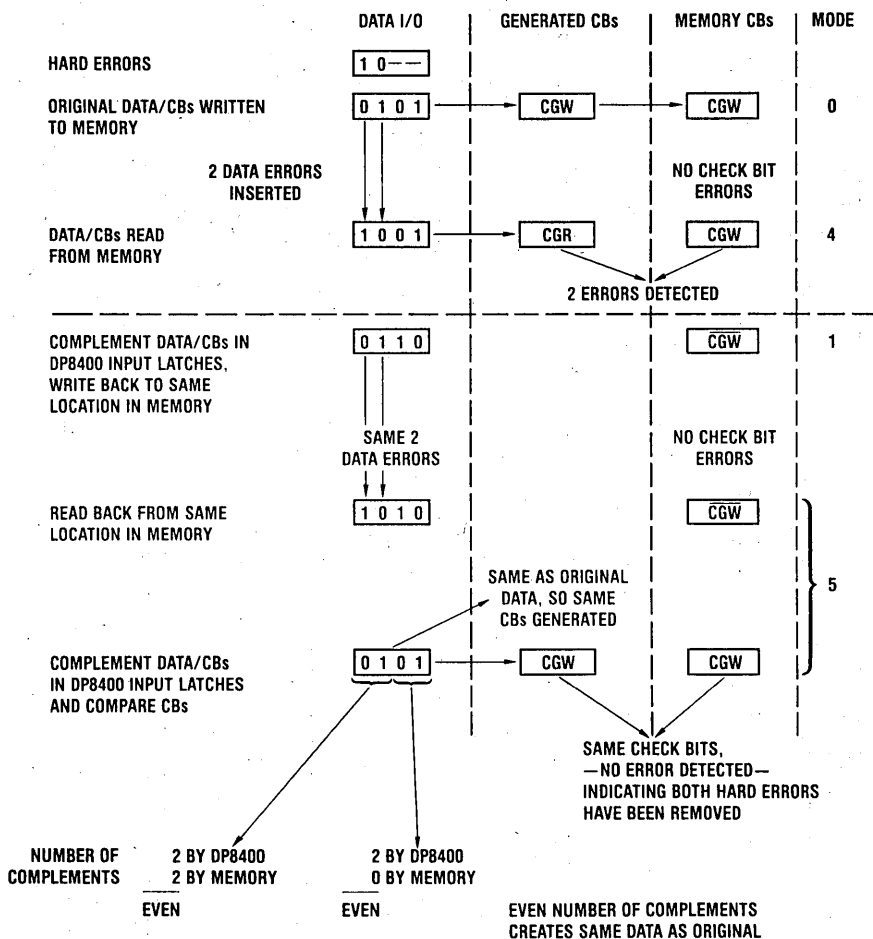 DATA I/O GENERATED CBs MEMORY CBs MODE
HARD ERRORS 1 0 — —
ORIGINAL DATA/CBs WRITTEN 0 1 0 1 CGW CGW 0
TO MEMORY
2 DATA ERRORS NO CHECK BIT
INSERTED ERRORS
DATA/CBs READ 1 0 0 1 CGR CGW 4
FROM MEMORY
2 ERRORS DETECTED
COMPLEMENT DATA/CBs IN 0 1 1 0 C̅G̅W̅ 1
DP8400 INPUT LATCHES,
WRITE BACK TO SAME
LOCATION IN MEMORY
SAME 2 NO CHECK BIT
DATA ERRORS ERRORS
READ BACK FROM SAME 1 0 1 0 C̅G̅W̅
LOCATION IN MEMORY
5
SAME AS ORIGINAL
DATA, SO SAME
CBs GENERATED
COMPLEMENT DATA/CBs 0 1 0 1 CGW CGW
IN DP8400 INPUT LATCHES
AND COMPARE CBs
SAME CHECK BITS,
—NO ERROR DETECTED—
INDICATING BOTH HARD ERRORS
HAVE BEEN REMOVED
NUMBER OF 2 BY DP8400 2 BY DP8400
COMPLEMENTS 2 BY MEMORY 0 BY MEMORY
EVEN EVEN EVEN NUMBER OF COMPLEMENTS
CREATES SAME DATA AS ORIGINAL